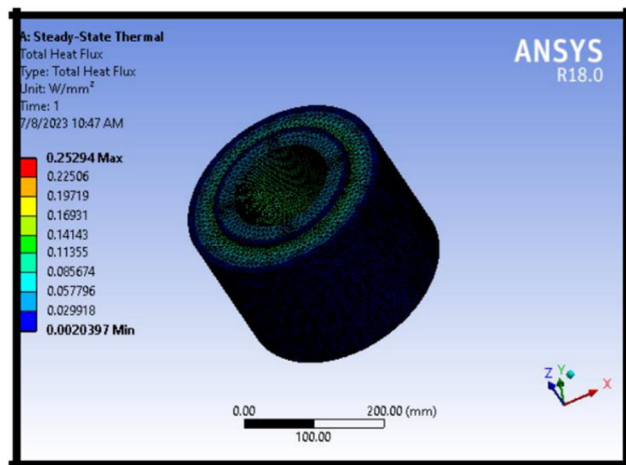 A: Steady-State Thermal
Total Heat Flux
Type: Total Heat Flux
Unit: W/mm²
Time: 1
7/8/2023 10:47 AM
ANSYS
R18.0
0.25294 Max
0.22506
0.19719
0.16931
0.14143
0.11355
0.085674
0.057796
0.029918
0.0020397 Min
0.00
200.00 (mm)
100.00
Z
Y
X